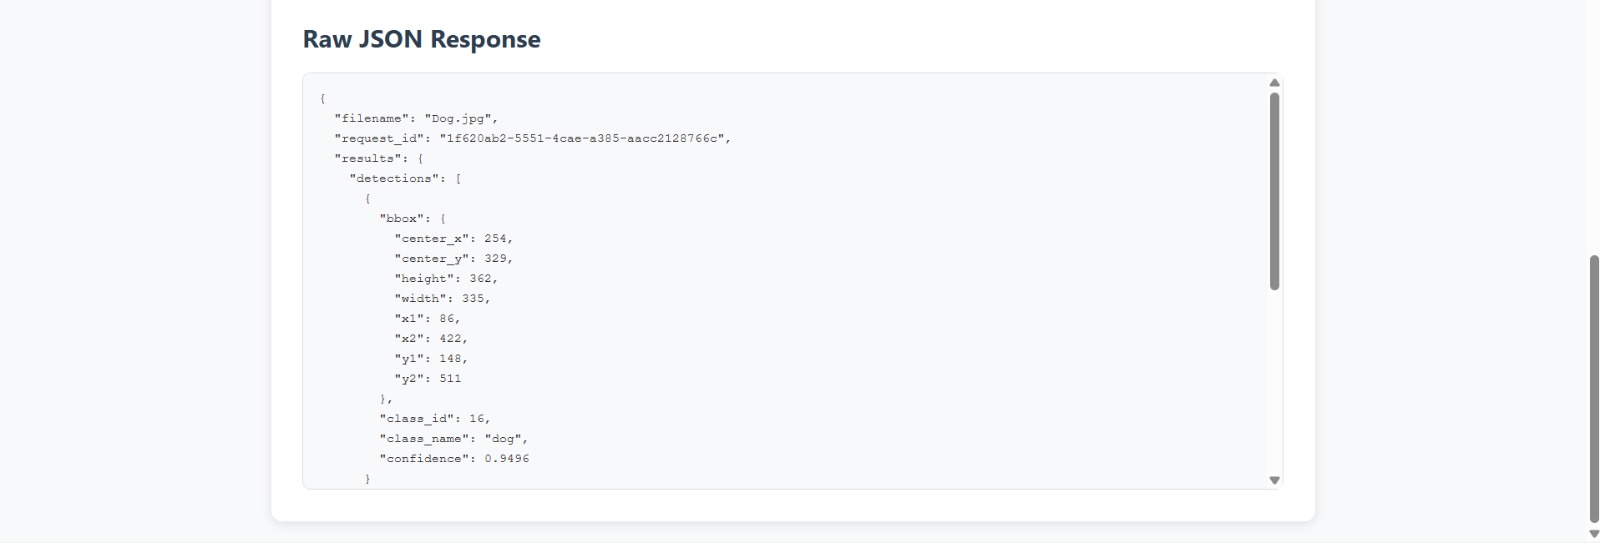 Raw JSON Response
{
  "filename": "Dog.jpg",
  "request_id": "1f620ab2-5551-4cae-a385-aacc2128766c",
  "results": {
    "detections": [
      {
        "bbox": {
          "center_x": 254,
          "center_y": 329,
          "height": 362,
          "width": 335,
          "x1": 86,
          "x2": 422,
          "y1": 148,
          "y2": 511
        },
        "class_id": 16,
        "class_name": "dog",
        "confidence": 0.9496
      }